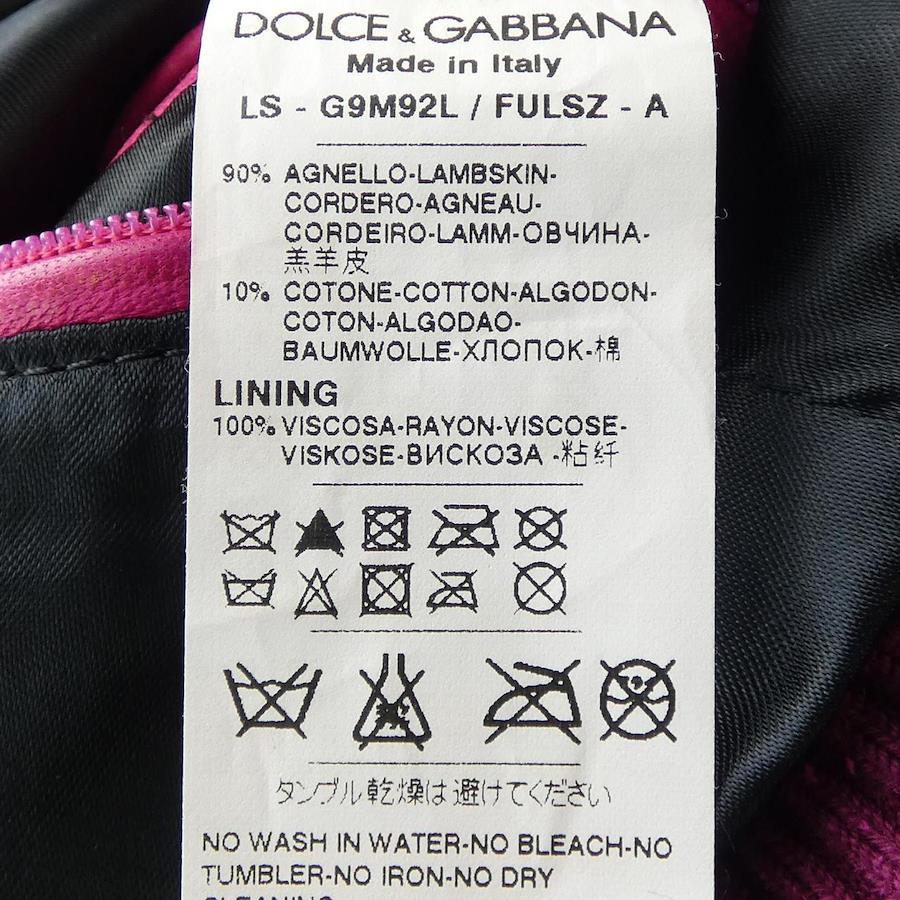 DOLCE & GABBANA
Made in Italy
LS - G9M92L / FULSZ - A
90% AGNELLO-LAMBSKIN-
CORDERO-AGNEAU-
CORDEIRO-LAMM-ОВЧИНА-
羔羊皮
10% COTONE-COTTON-ALGODON-
COTON-ALGODAO-
BAUMWOLLE-ХЛОПОК-棉
LINING
100% VISCOSA-RAYON-VISCOSE-
VISKOSE-ВИСКОЗА -粘纤
タンブル乾燥は避けてください
NO WASH IN WATER-NO BLEACH-NO
TUMBLER-NO IRON-NO DRY
CLEANING